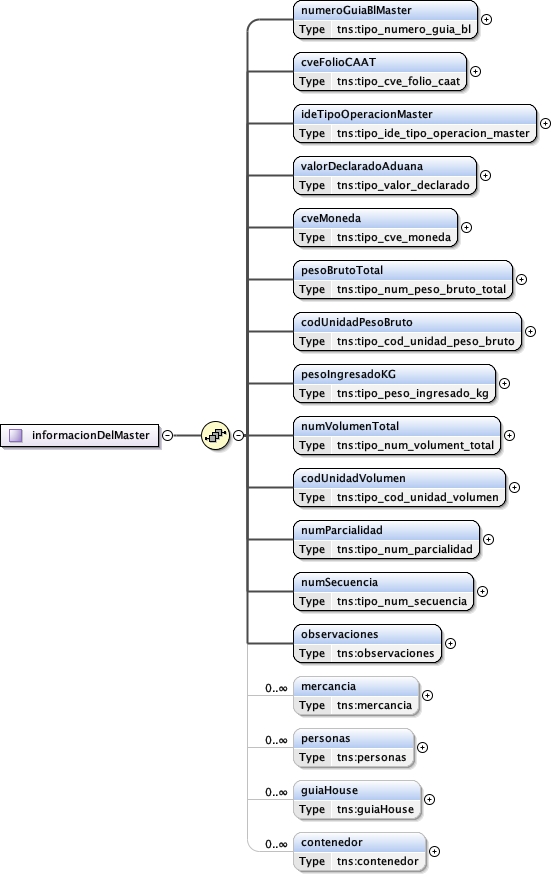 numeroGuiaBlMaster
Type tns:tipo_numero_guia_bl
cveFolioCAAT
Type tns:tipo_cve_folio_caat
ideTipoOperacionMaster
Type tns:tipo_ide_tipo_operacion_master
valorDeclaradoAduana
Type tns:tipo_valor_declarado
cveMoneda
Type tns:tipo_cve_moneda
pesoBrutoTotal
Type tns:tipo_num_peso_bruto_total
codUnidadPesoBruto
Type tns:tipo_cod_unidad_peso_bruto
pesoIngresadoKG
Type tns:tipo_peso_ingresado_kg
informacionDelMaster
numVolumenTotal
Type tns:tipo_num_volument_total
codUnidadVolumen
Type tns:tipo_cod_unidad_volumen
numParcialidad
Type tns:tipo_num_parcialidad
numSecuencia
Type tns:tipo_num_secuencia
observaciones
Type tns:observaciones
0..∞ mercancia
Type tns:mercancia
0..∞ personas
Type tns:personas
0..∞ guiaHouse
Type tns:guiaHouse
0..∞ contenedor
Type tns:contenedor